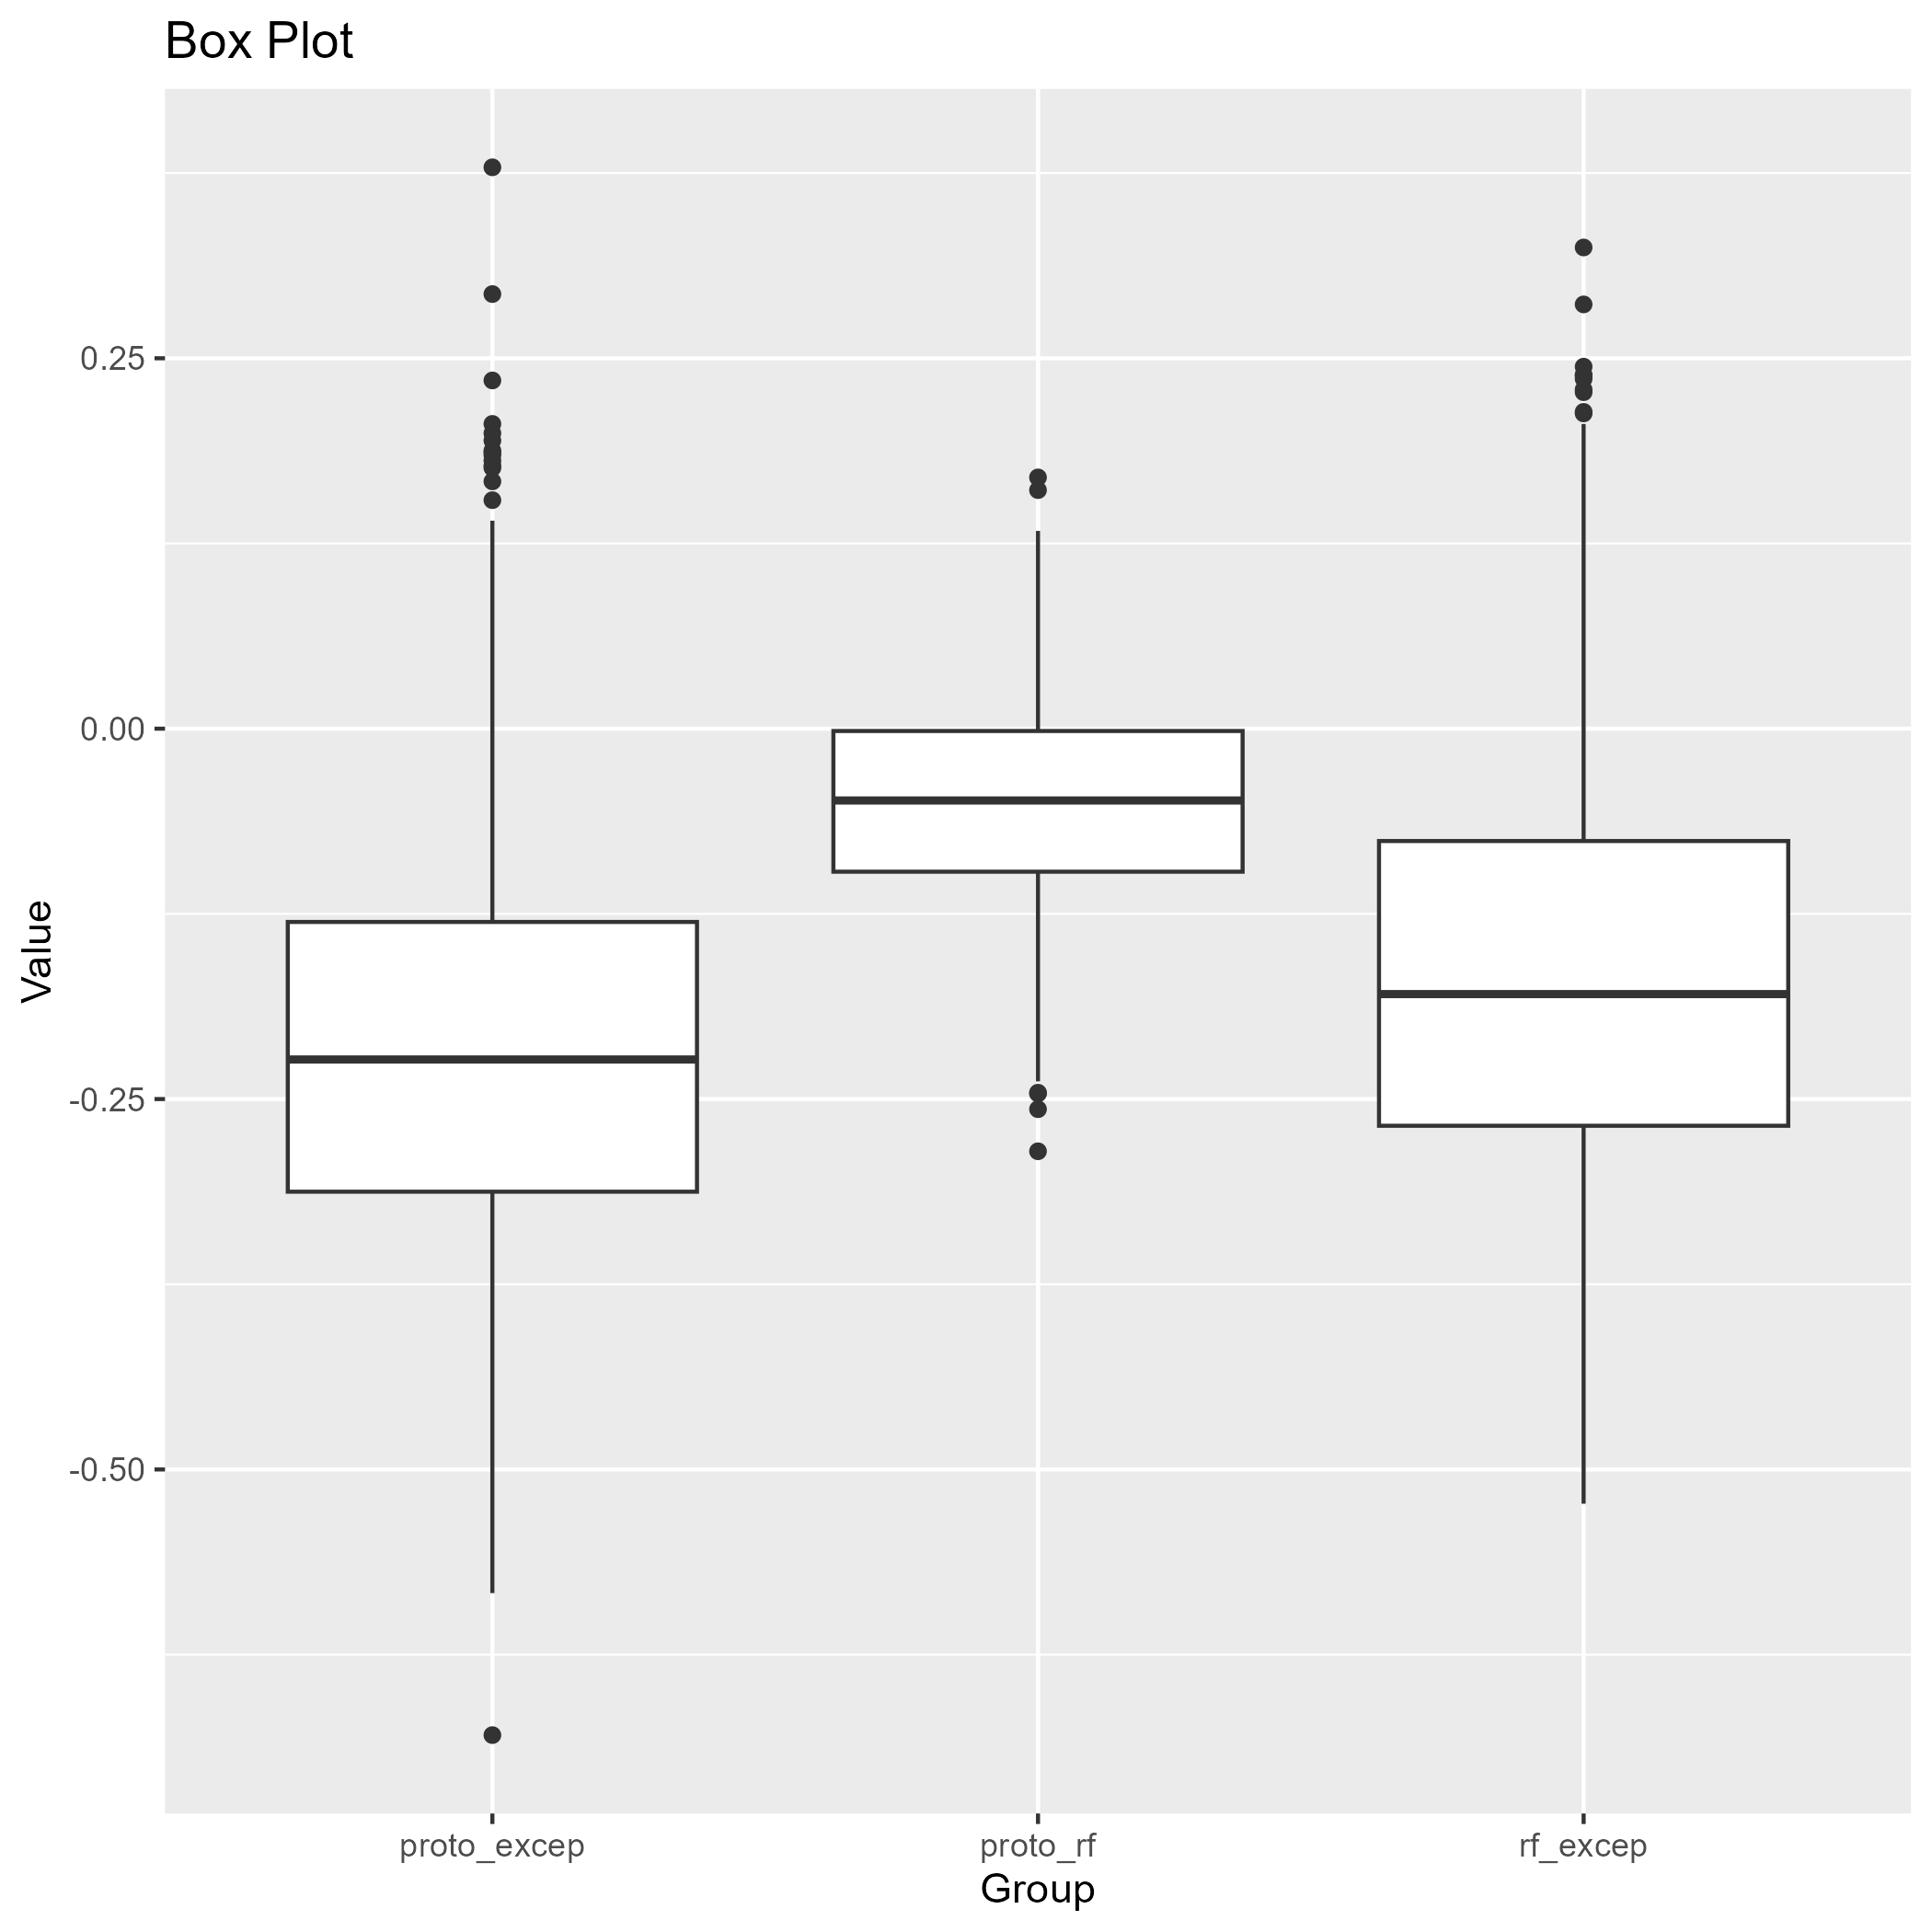 Box Plot
0.25
0.00
-0.25
-0.50
Value
proto_excep
proto_rf
rf_excep
Group